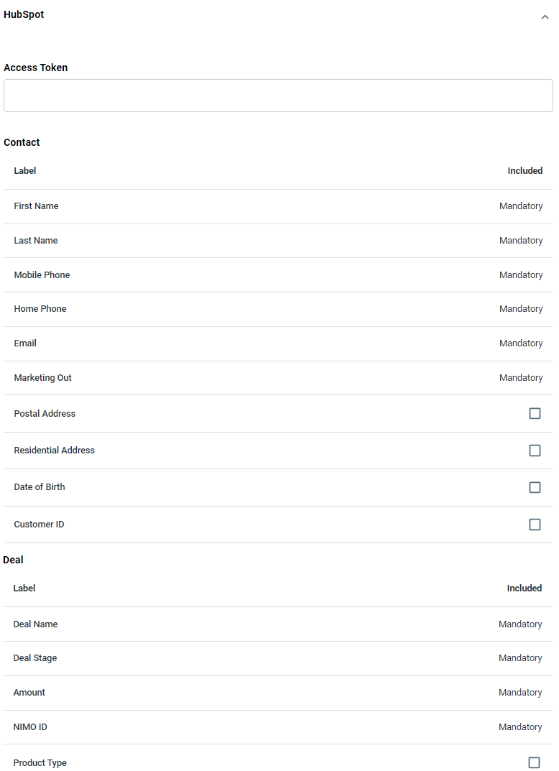 HubSpot
Access Token
Contact
Label Included
First Name Mandatory
Last Name Mandatory
Mobile Phone Mandatory
Home Phone Mandatory
Email Mandatory
Marketing Out Mandatory
Postal Address
Residential Address
Date of Birth
Customer ID
Deal
Label Included
Deal Name Mandatory
Deal Stage Mandatory
Amount Mandatory
NIMO ID Mandatory
Product Type